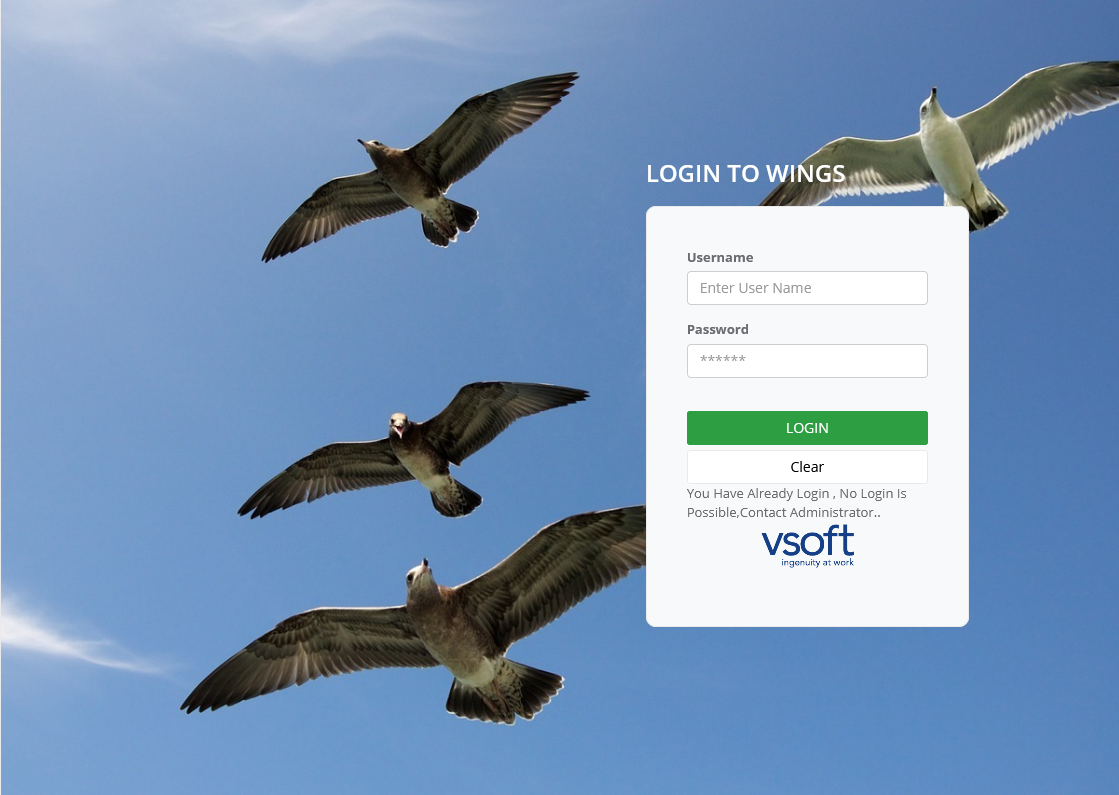 LOGIN TO WINGS
Username
Enter User Name
Password
******
LOGIN
Clear
You Have Already Login , No Login Is
Possible,Contact Administrator..
vsoft
ingenuity at work